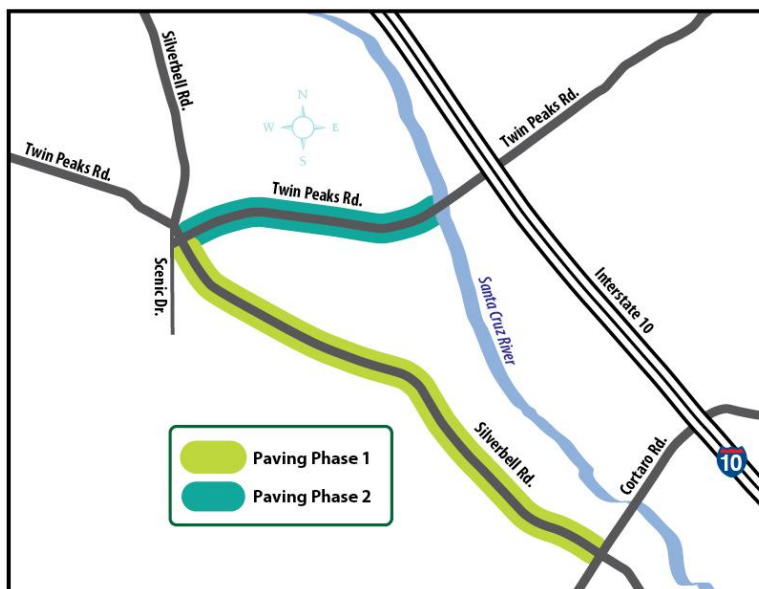 Silverbell Rd.
N
W
E
S
Twin Peaks Rd.
Twin Peaks Rd.
Twin Peaks Rd.
Scenic Dr.
Santa Cruz River
Interstate 10
Silverbell Rd.
Cortaro Rd.
10
Paving Phase 1
Paving Phase 2